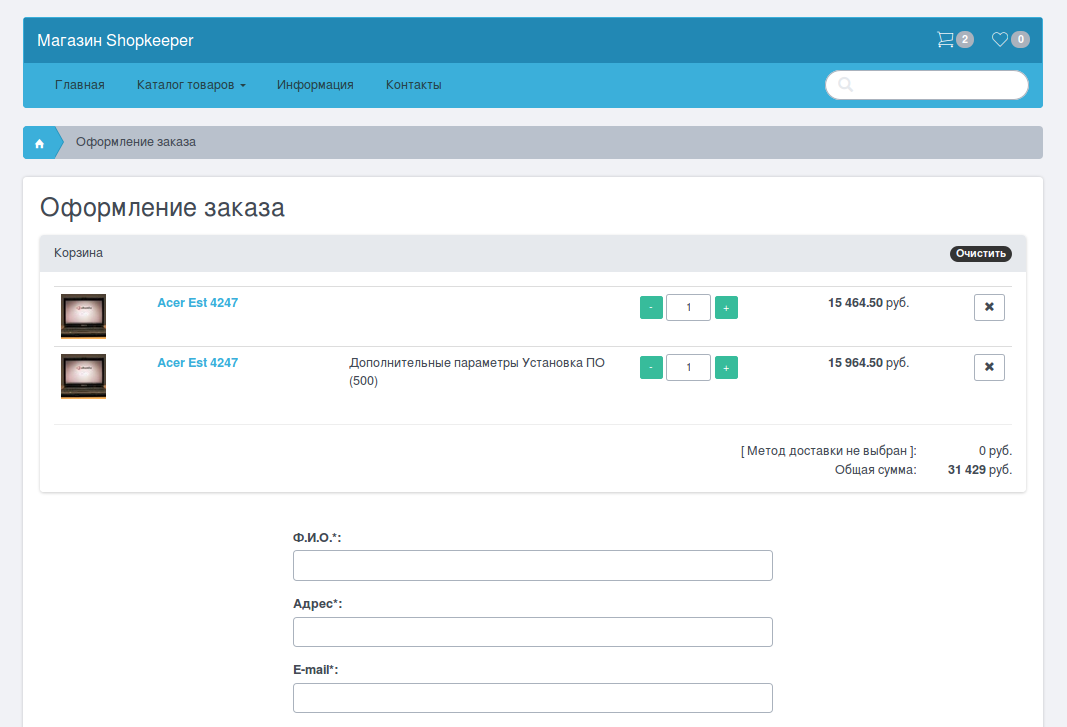 Магазин Shopkeeper
2
0
Главная
Каталог товаров
Информация
Контакты
Оформление заказа
Оформление заказа
Корзина
Очистить
Acer Est 4247
-
1
+
15 464.50 руб.
Acer Est 4247
Дополнительные параметры Установка ПО
(500)
-
1
+
15 964.50 руб.
[ Метод доставки не выбран ]:
0 руб.
Общая сумма:
31 429 руб.
Ф.И.О.*:
Адрес*:
E-mail*: